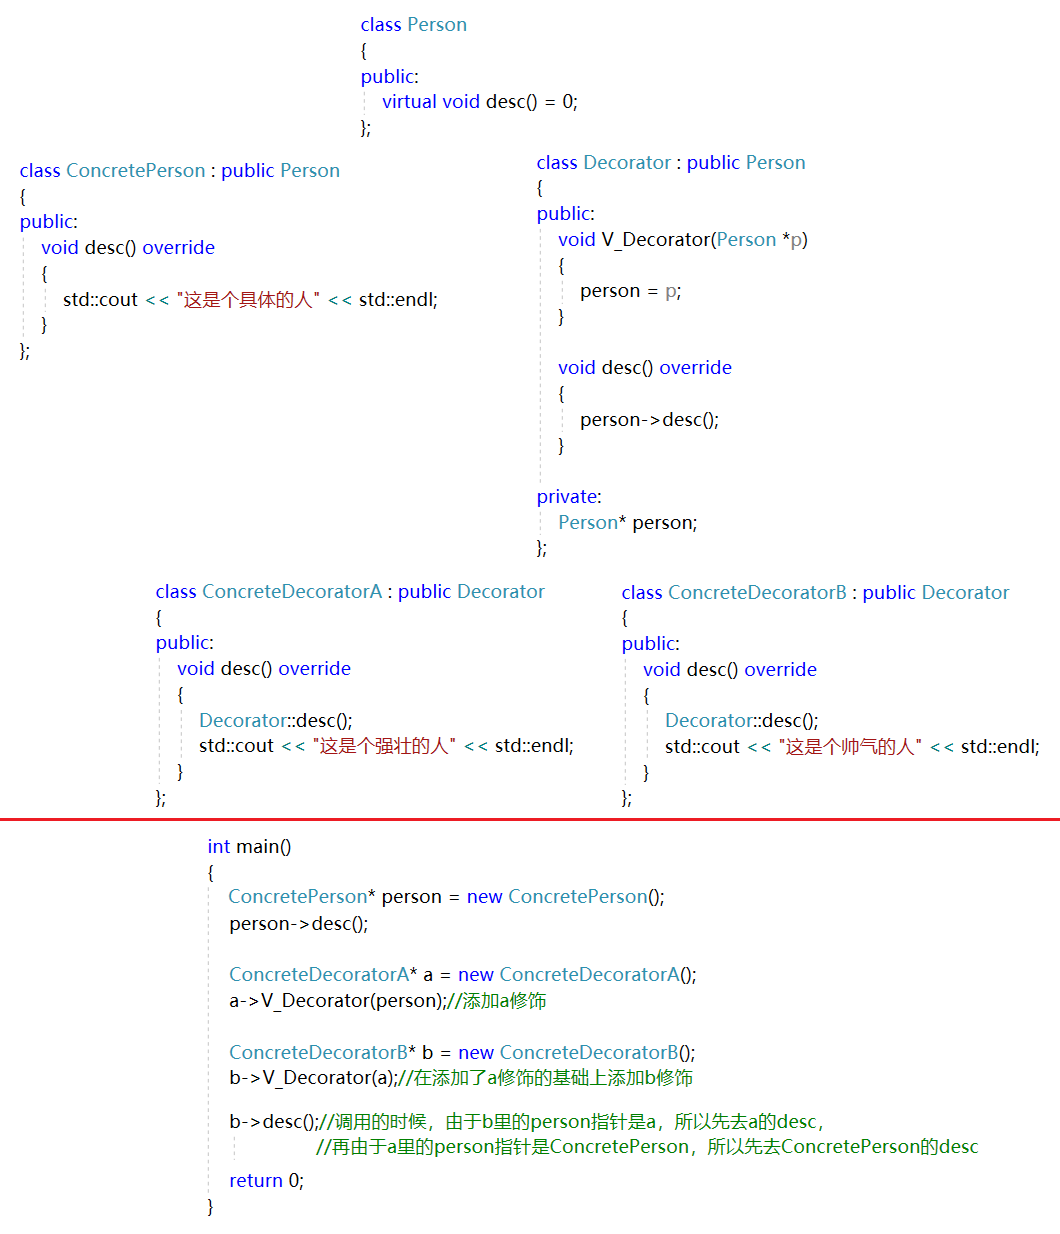 class Person
{
public:
virtual void desc() = 0;
};
class ConcretePerson : public Person
{
public:
void desc() override
{
std::cout << "这是个具体的人" << std::endl;
}
};
class Decorator : public Person
{
public:
void V_Decorator(Person *p)
{
person = p;
}
void desc() override
{
person->desc();
}
private:
Person* person;
};
class ConcreteDecoratorA : public Decorator
{
public:
void desc() override
{
Decorator::desc();
std::cout << "这是个强壮的人" << std::endl;
}
};
class ConcreteDecoratorB : public Decorator
{
public:
void desc() override
{
Decorator::desc();
std::cout << "这是个帅气的人" << std::endl;
}
};
int main()
{
ConcretePerson* person = new ConcretePerson();
person->desc();
ConcreteDecoratorA* a = new ConcreteDecoratorA();
a->V_Decorator(person);//添加a修饰
ConcreteDecoratorB* b = new ConcreteDecoratorB();
b->V_Decorator(a);//在添加了a修饰的基础上添加b修饰
b->desc();//调用的时候，由于b里的person指针是a，所以先去a的desc，
//再由于a里的person指针是ConcretePerson，所以先去ConcretePerson的desc
return 0;
}